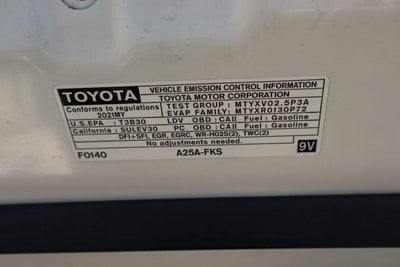 TOYOTA
VEHICLE EMISSION CONTROL INFORMATION
TOYOTA MOTOR CORPORATION
Conforms to regulations
2021MY
TEST GROUP : MTYXV02.5P3A
EVAP FAMILY : MTYXR0130P72
U.S.EPA : T3B30 LDV OBD : CAII Fuel : Gasoline
California : SULEV30 PC OBD : CAII Fuel : Gasoline
DFI+SFI, EGR, EGRC, WR-HO2S(2), TWC(2)
No adjustments needed.
F0140 A25A-FKS 9V